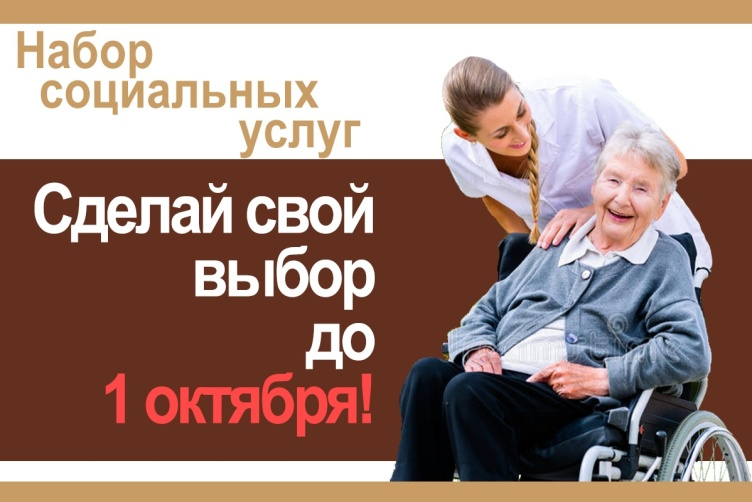 Набор
социальных
услуг
Сделай свой
выбор
до
1 октября!